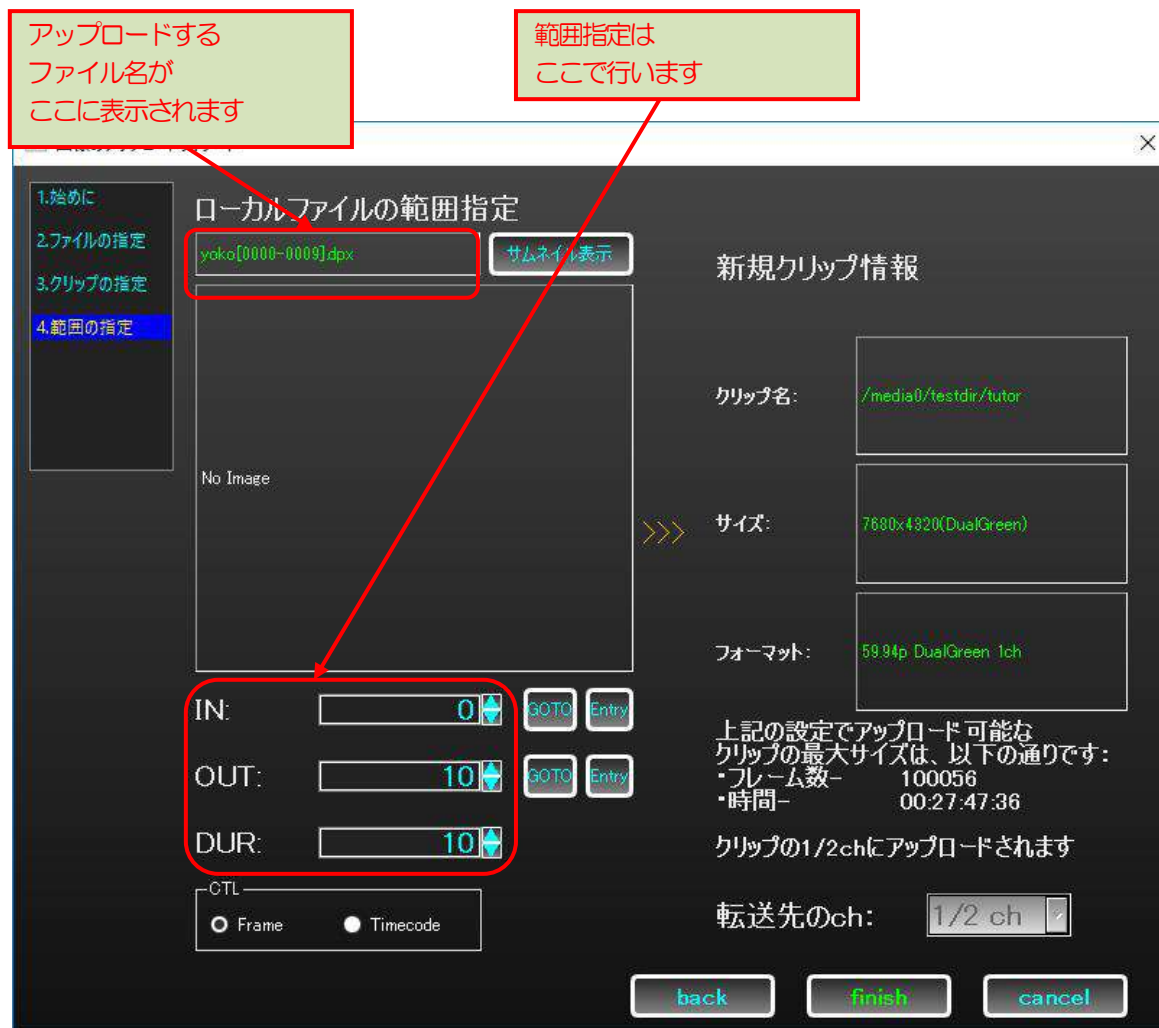 アップロードする
ファイル名が
ここに表示されます
範囲指定は
ここで行います
×
1.始めに
2.ファイルの指定
3.クリップの指定
4.範囲の指定
ローカルファイルの範囲指定
yoko[0000-0009].dpx
サムネイル表示
No Image
>>>
IN:
0
GOTO
Entry
OUT:
10
GOTO
Entry
DUR:
10
CTL
Frame
Timecode
新規クリップ情報
クリップ名:
/media0/testdir/tutor
サイズ:
7680x4320(DualGreen)
フォーマット:
59.94p DualGreen 1ch
上記の設定でアップロード可能な
クリップの最大サイズは、以下の通りです:
・フレーム数- 100056
・時間- 00:27:47:36
クリップの1/2chにアップロードされます
転送先のch:
1/2 ch
back
finish
cancel